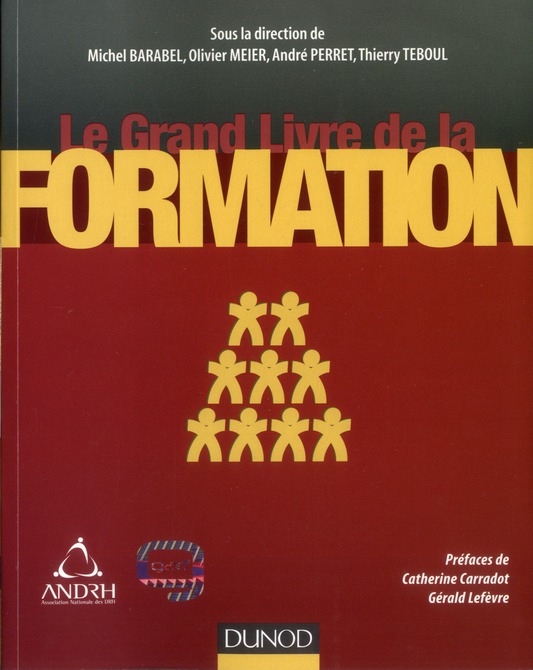 Sous la direction de
Michel BARABEL, Olivier MEIER, André PERRET, Thierry TEBOUL
Le Grand Livre de la
FORMATION
Préfaces de
Catherine Carradot
Gérald Lefèvre
ANDRH
Association Nationale des DRH
DUNOD